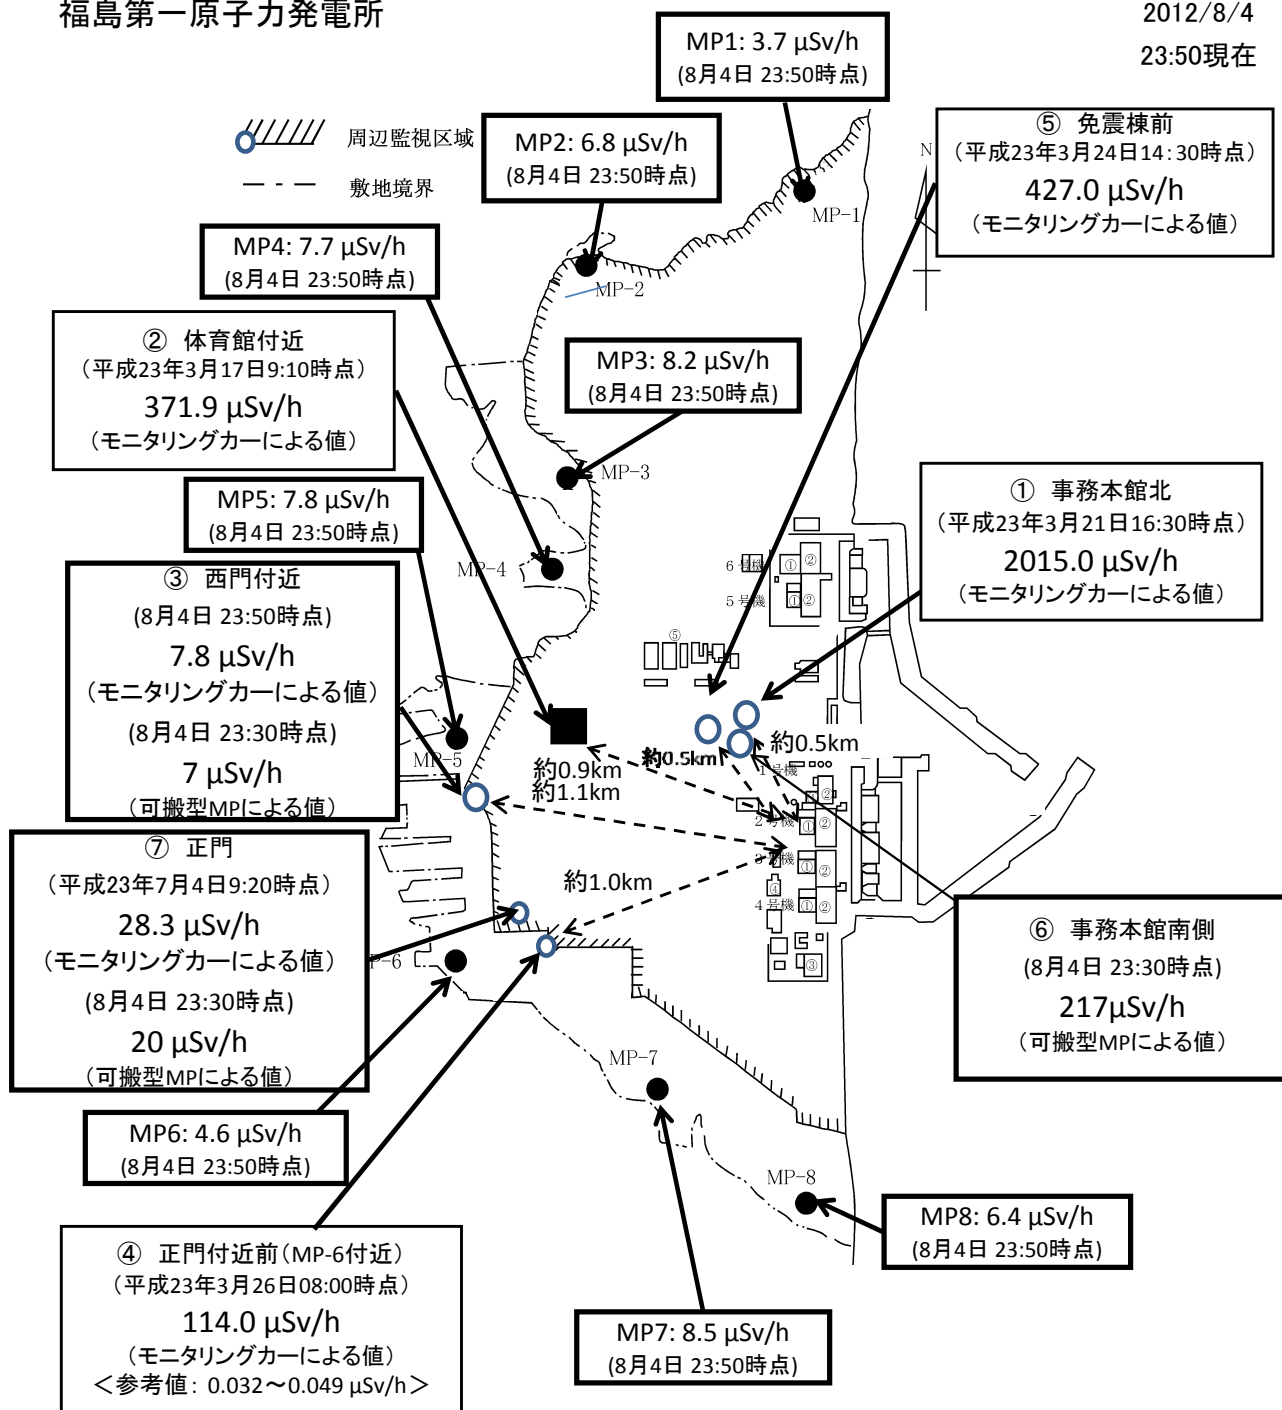 福島第一原子力発電所
2012/8/4
23:50現在
周辺監視区域
敷地境界
MP1: 3.7 μSv/h
(8月4日 23:50時点)
MP2: 6.8 μSv/h
(8月4日 23:50時点)
⑤ 免震棟前
（平成23年3月24日14:30時点）
427.0 μSv/h
（モニタリングカーによる値）
N
MP-1
MP4: 7.7 μSv/h
(8月4日 23:50時点)
MP-2
② 体育館付近
（平成23年3月17日9:10時点）
371.9 μSv/h
（モニタリングカーによる値）
MP3: 8.2 μSv/h
(8月4日 23:50時点)
MP-3
MP5: 7.8 μSv/h
(8月4日 23:50時点)
① 事務本館北
（平成23年3月21日16:30時点）
2015.0 μSv/h
（モニタリングカーによる値）
MP-4
③ 西門付近
(8月4日 23:50時点)
7.8 μSv/h
（モニタリングカーによる値）
(8月4日 23:30時点)
7 μSv/h
（可搬型MPによる値）
6号機
①
②
5号機
①
②
⑤
MP-5
約0.9km
約1.1km
約0.5km
約0.5km
1号機
②
2号機
①
②
3号機
①
②
④
4号機
①
②
③
約1.0km
⑦ 正門
（平成23年7月4日9:20時点）
28.3 μSv/h
（モニタリングカーによる値）
(8月4日 23:30時点)
20 μSv/h
（可搬型MPによる値）
P-6
⑥ 事務本館南側
(8月4日 23:30時点)
217μSv/h
（可搬型MPによる値）
MP-7
MP6: 4.6 μSv/h
(8月4日 23:50時点)
MP-8
MP8: 6.4 μSv/h
(8月4日 23:50時点)
④ 正門付近前（MP-6付近）
（平成23年3月26日08:00時点）
114.0 μSv/h
（モニタリングカーによる値）
＜参考値: 0.032～0.049 μSv/h＞
MP7: 8.5 μSv/h
(8月4日 23:50時点)